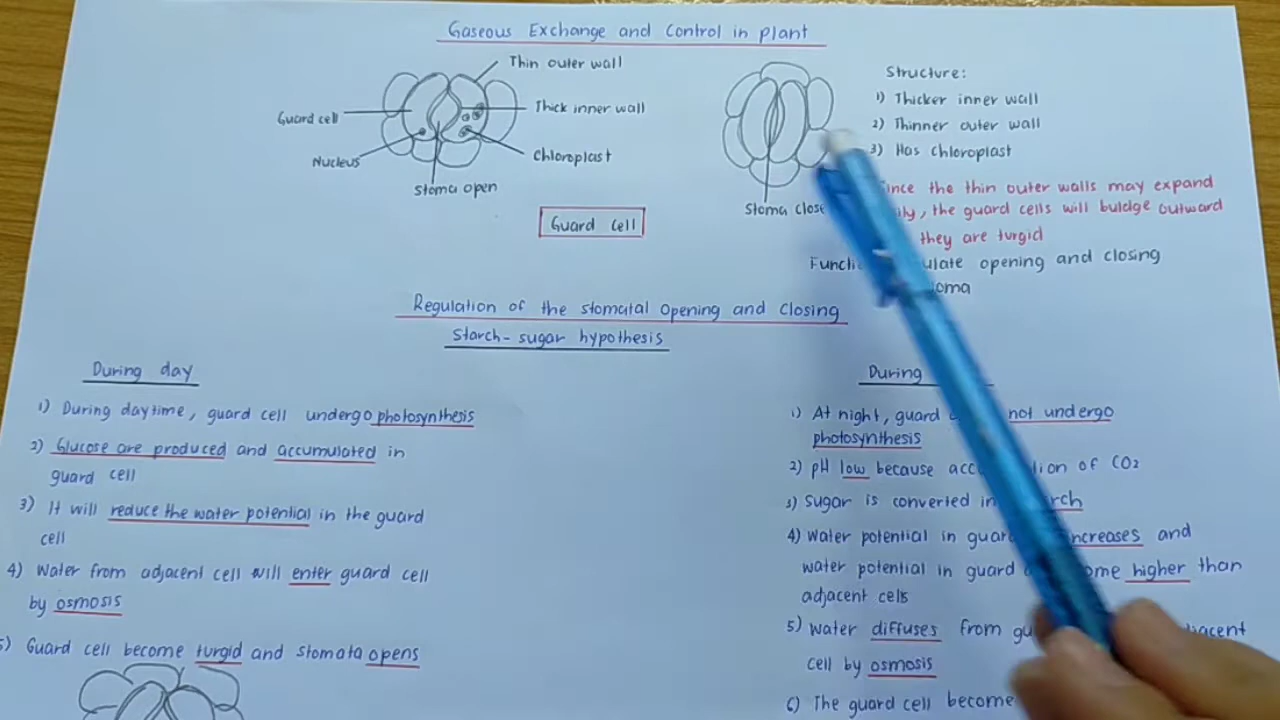 Gaseous Exchange and Control in plant
Thin outer wall
Thick inner wall
Guard cell
Nucleus
Chloroplast
Stoma open
Guard cell
Stoma close
Structure:
1) Thicker inner wall
2) Thinner outer wall
3) Has chloroplast
the thin outer walls may expand
, the guard cells will buldge outward
they are turgid
opening and closing
Regulation of the Stomatal Opening and Closing
Starch-sugar hypothesis
During day
1) During daytime, guard cell undergo photosynthesis
2) Glucose are produced and accumulated in
guard cell
3) It will reduce the water potential in the guard
cell
4) Water from adjacent cell will enter guard cell
by osmosis
5) Guard cell become turgid and stomata opens
During
1) At night, guard not undergo
photosynthesis
2) pH low because of CO2
3) Sugar is converted
4) Water potential in increases and
water potential in guard higher than
adjacent cells
5) Water diffuses from
cell by osmosis
6) The guard cell become